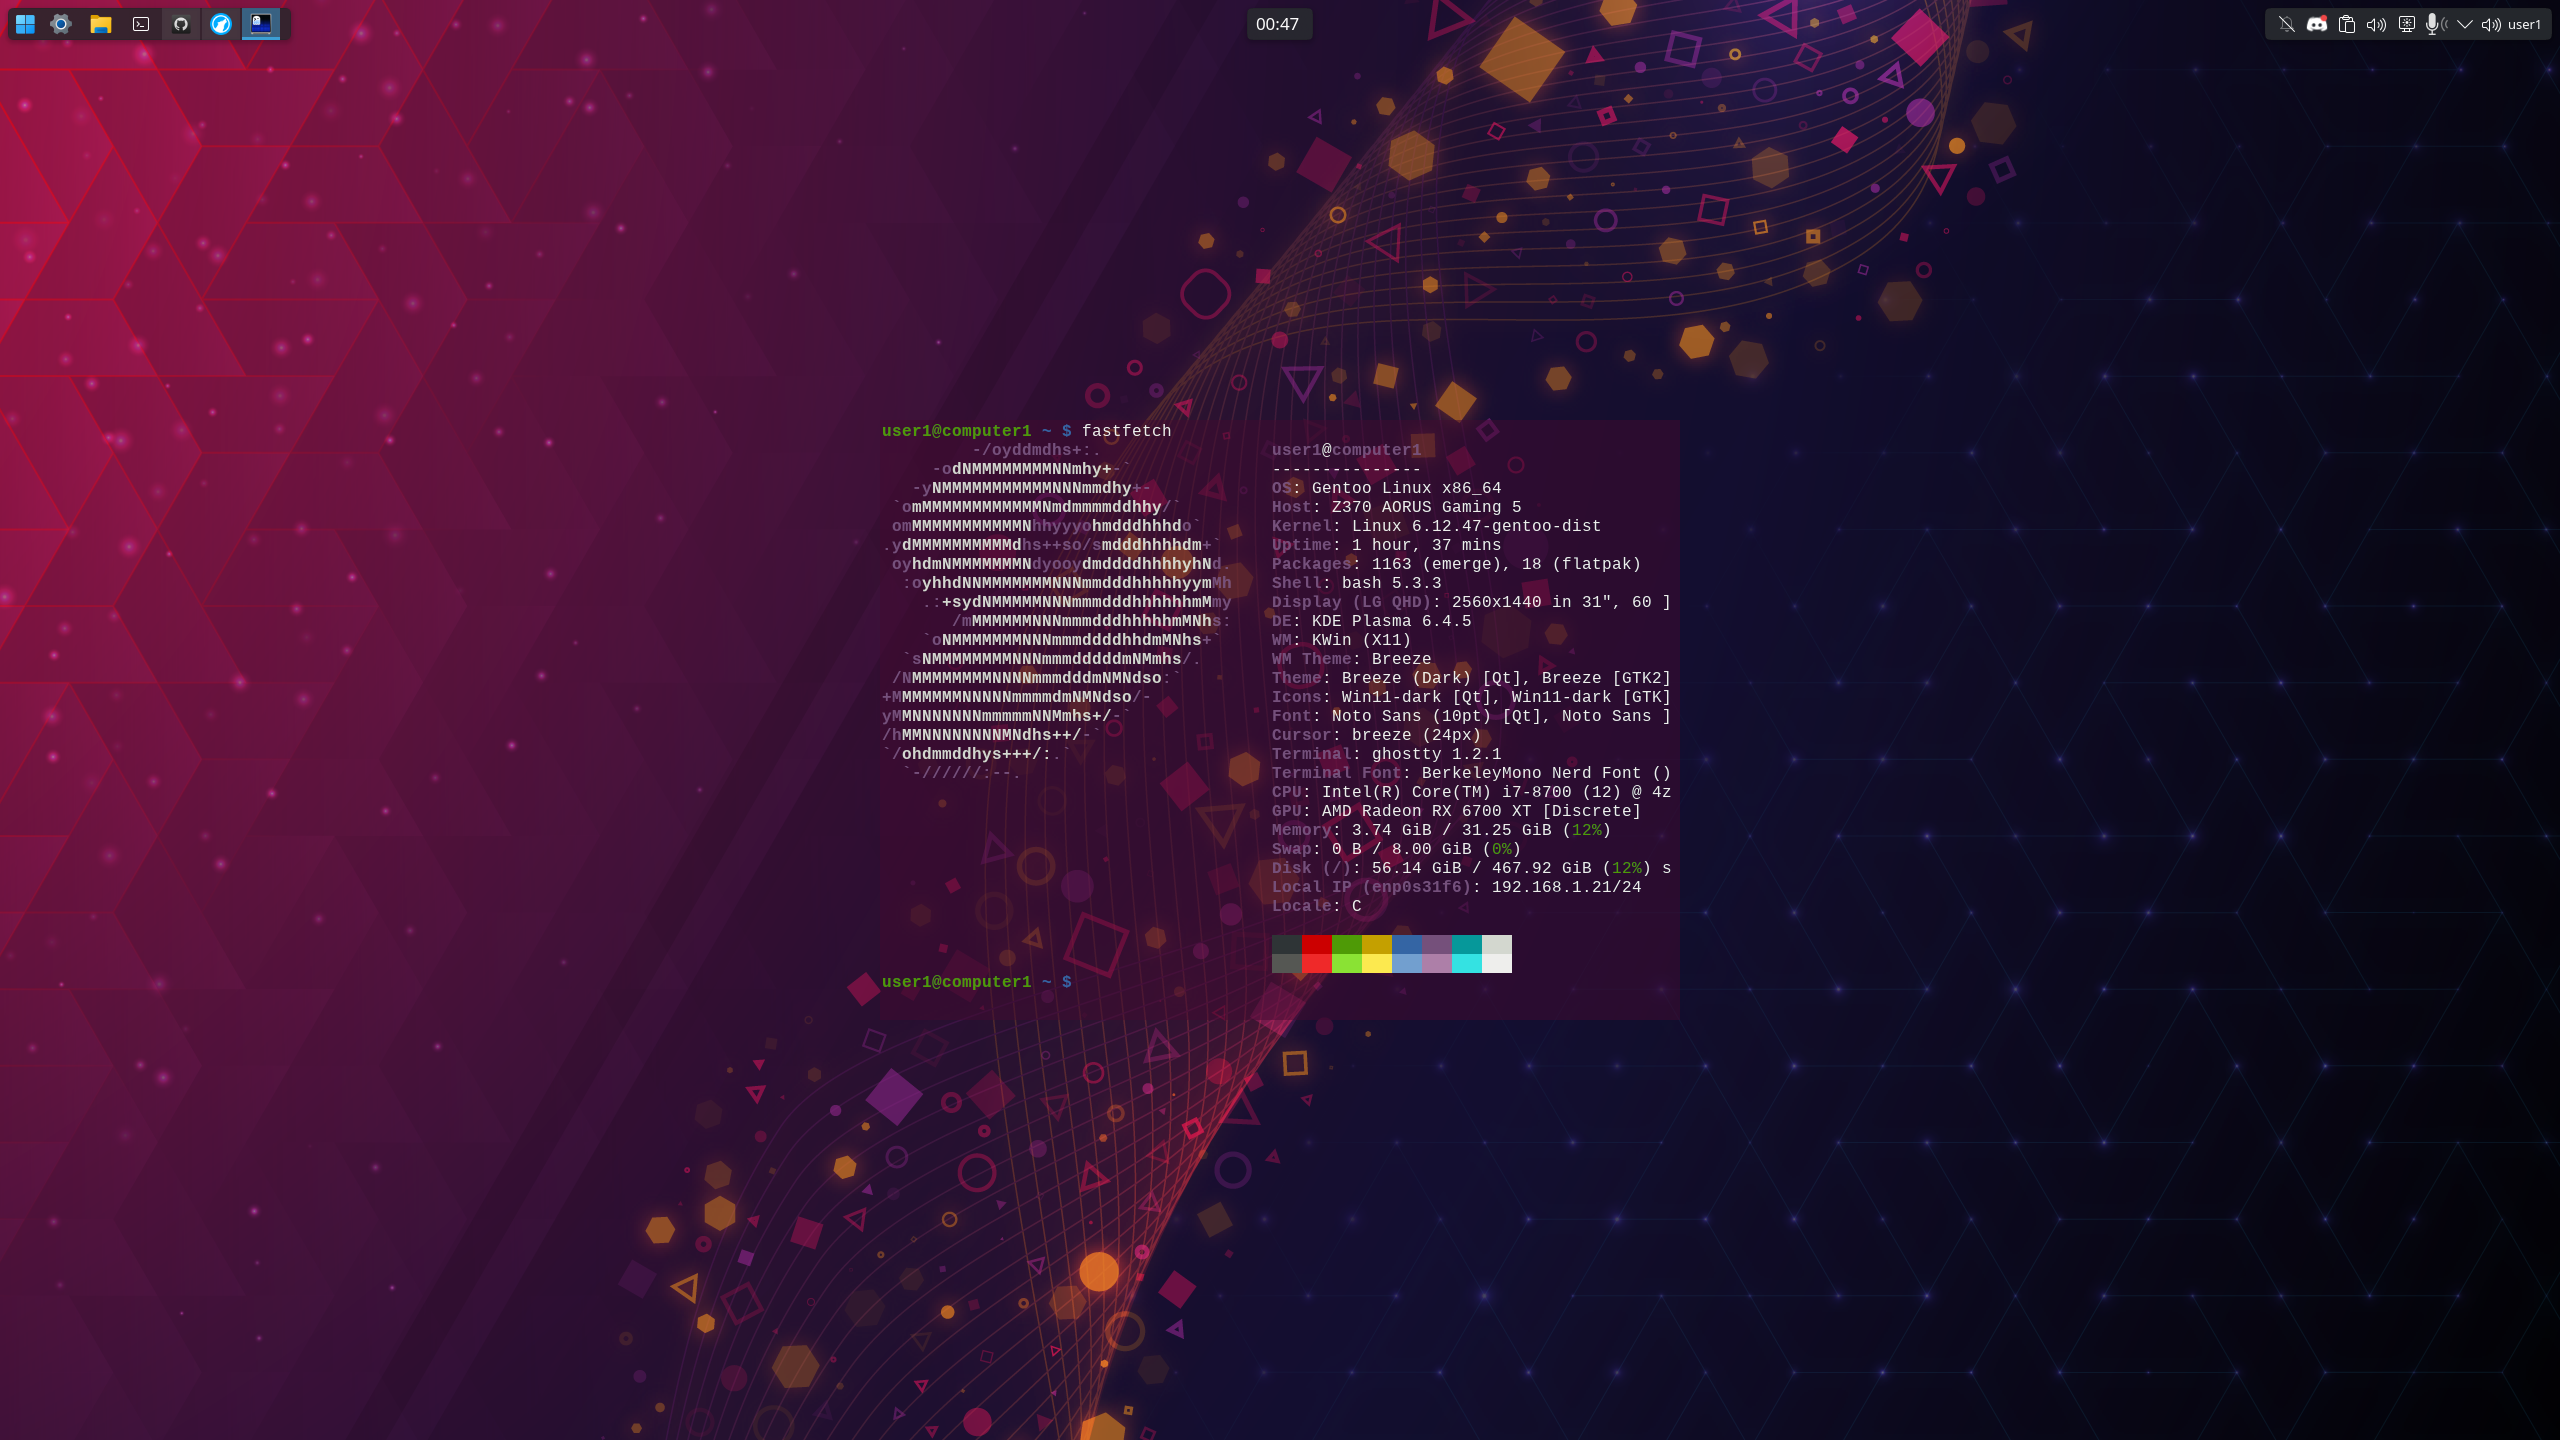 00:47
user1
user1@computer1 ~ $ fastfetch
-/oyddmdhs+:.
-odNMMMMMMMMNNmhy+-`
-yNMMMMMMMMMMMNNNmmdhy+-
`omMMMMMMMMMMMMNmdmmmmddhhy/`
omMMMMMMMMMMMNhhyyyohmdddhhhdo`
.ydMMMMMMMMMMdhs++so/smdddhhhhdm+`
oyhdmNMMMMMMMNdyooydmddddhhhhyhNd.
:oyhhdNNMMMMMMMNNNmmdddhhhhhyymMh
.:+sydNMMMMMNNNmmmdddhhhhhhmMmy
/mMMMMMMNNNmmmdddhhhhhmMNhs:
`oNMMMMMMMNNNmmmddddhhdmMNhs+`
`sNMMMMMMMMNNNmmmdddddmNMmhs/.
/NMMMMMMMMNNNNmmmdddmNMNdso:`
+MMMMMMMNNNNNmmmmdmNMNdso/-
yMMNNNNNNNmmmmmNNMmhs+/-`
/hMMNNNNNNNNMNdhs++/-`
`/ohdmmddhys+++/:.`
`-//////:--.
user1@computer1
---------------
OS: Gentoo Linux x86_64
Host: Z370 AORUS Gaming 5
Kernel: Linux 6.12.47-gentoo-dist
Uptime: 1 hour, 37 mins
Packages: 1163 (emerge), 18 (flatpak)
Shell: bash 5.3.3
Display (LG QHD): 2560x1440 in 31", 60 ]
DE: KDE Plasma 6.4.5
WM: KWin (X11)
WM Theme: Breeze
Theme: Breeze (Dark) [Qt], Breeze [GTK2]
Icons: Win11-dark [Qt], Win11-dark [GTK]
Font: Noto Sans (10pt) [Qt], Noto Sans ]
Cursor: breeze (24px)
Terminal: ghostty 1.2.1
Terminal Font: BerkeleyMono Nerd Font ()
CPU: Intel(R) Core(TM) i7-8700 (12) @ 4z
GPU: AMD Radeon RX 6700 XT [Discrete]
Memory: 3.74 GiB / 31.25 GiB (12%)
Swap: 0 B / 8.00 GiB (0%)
Disk (/): 56.14 GiB / 467.92 GiB (12%) s
Local IP (enp0s31f6): 192.168.1.21/24
Locale: C
user1@computer1 ~ $